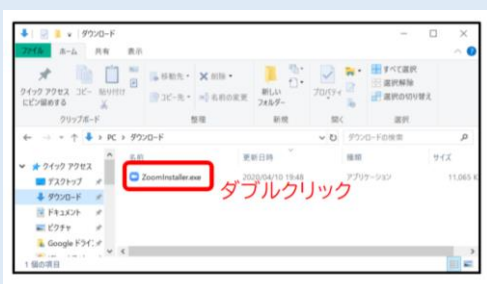 ダウンロード
ファイル ホーム 共有 表示
クイック アクセス にピン留めする
コピー
貼り付け
移動先
削除
コピー先
名前の変更
新しい フォルダー
プロパティ
すべて選択
選択解除
選択の切り替え
クリップボード 整理 新規 開く 選択
PC > ダウンロード
ダウンロードの検索
名前 更新日時 種類 サイズ
クイック アクセス
デスクトップ
ダウンロード
ドキュメント
ピクチャ
Google ドライ
ZoomInstaller.exe 2020/04/10 19:48 アプリケーション 11,065 K
ダブルクリック
1 個の項目